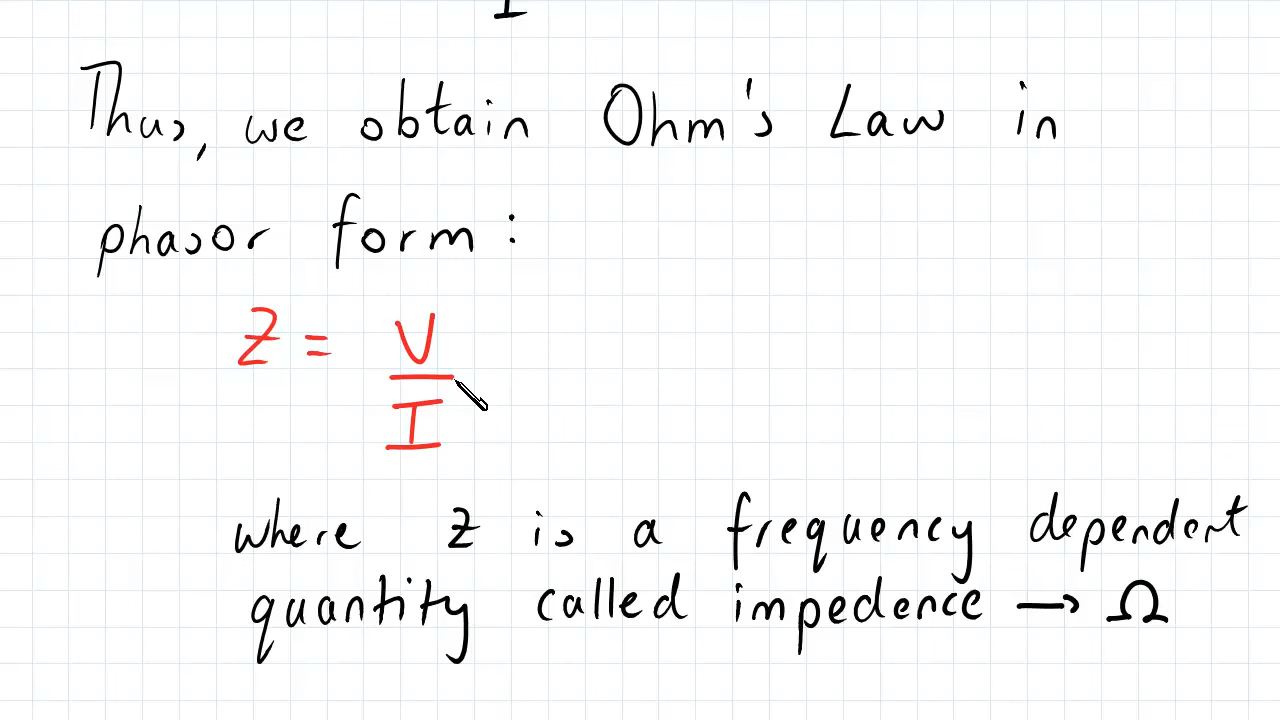 I
Thus, we obtain Ohm's Law in
phasor form:
Z = V
I
where Z is a frequency dependent
quantity called impedence → Ω